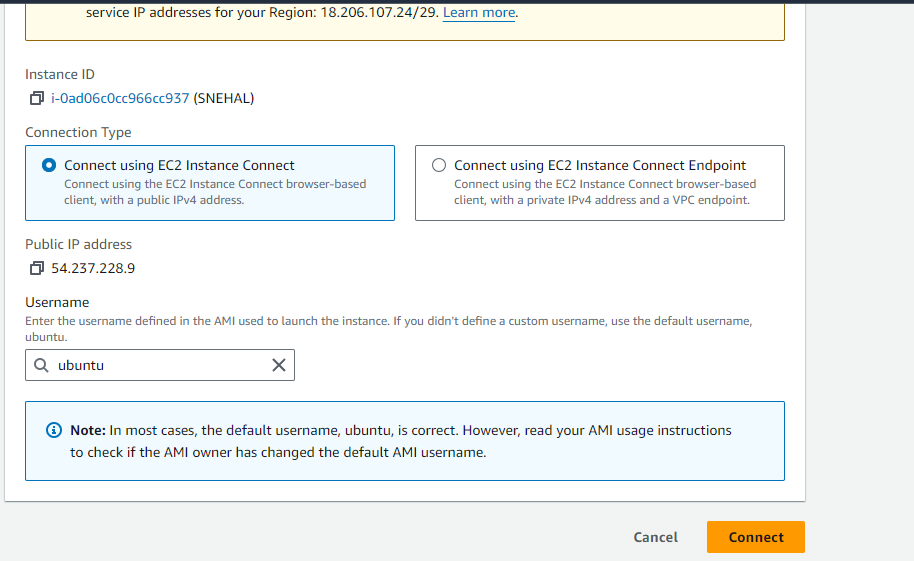 service IP addresses for your Region: 18.206.107.24/29. Learn more.
Instance ID
i-0ad06c0cc966cc937 (SNEHAL)
Connection Type
Connect using EC2 Instance Connect
Connect using the EC2 Instance Connect browser-based
client, with a public IPv4 address.
Connect using EC2 Instance Connect Endpoint
Connect using the EC2 Instance Connect browser-based
client, with a private IPv4 address and a VPC endpoint.
Public IP address
54.237.228.9
Username
Enter the username defined in the AMI used to launch the instance. If you didn't define a custom username, use the default username,
ubuntu.
ubuntu
Note: In most cases, the default username, ubuntu, is correct. However, read your AMI usage instructions
to check if the AMI owner has changed the default AMI username.
Cancel
Connect